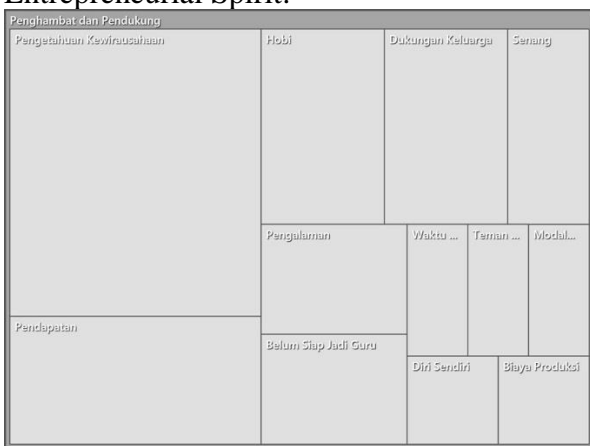 Entrepreneurial Spirit.
Penghambat dan Pendukung
Pengetahuan Kewirausahaan
Hobi
Dukungan Keluarga
Senang
Pengalaman
Waktu ...
Teman ...
Modal...
Pendapatan
Belum Siap Jadi Guru
Diri Sendiri
Biaya Produksi